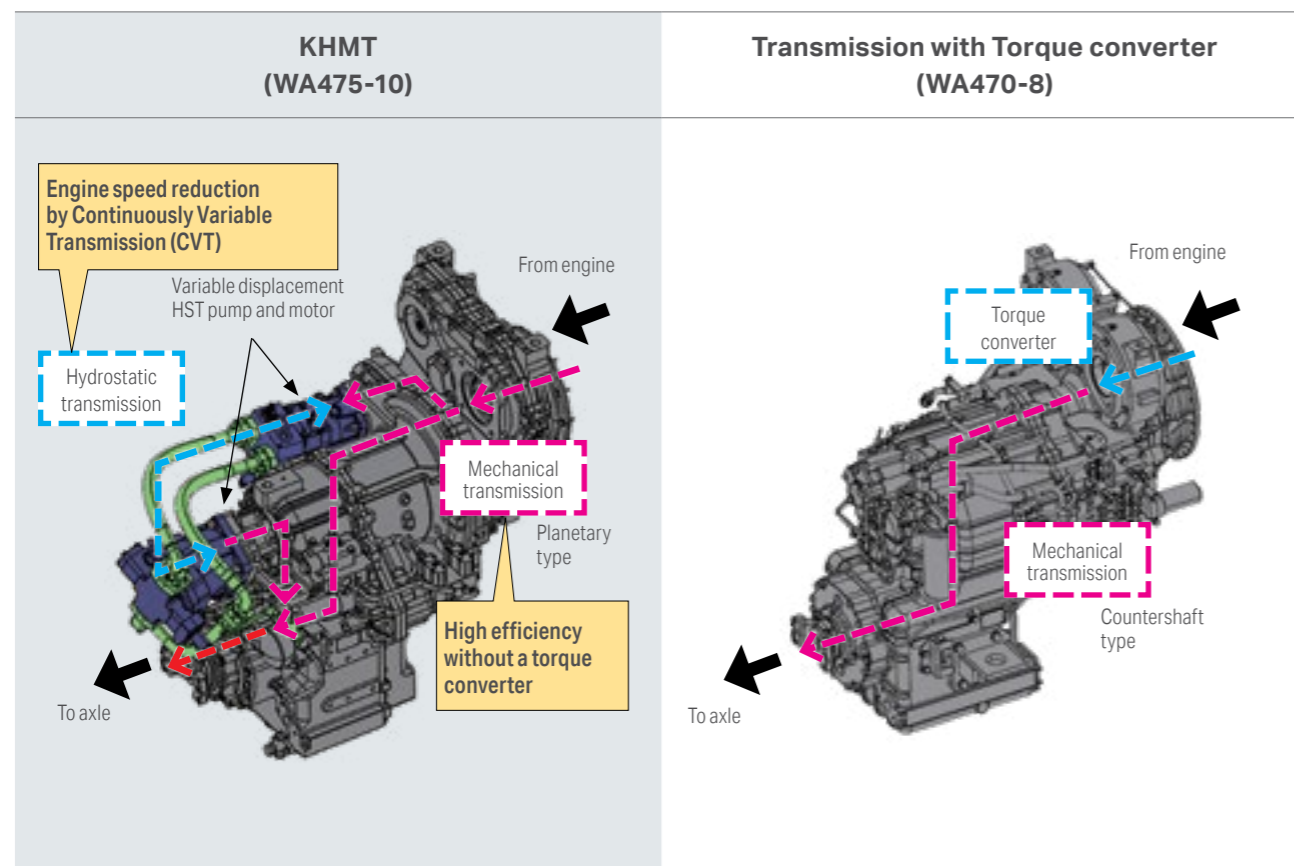 KHMT
(WA475-10)
Transmission with Torque converter
(WA470-8)
Engine speed reduction
by Continuously Variable
Transmission (CVT)
Variable displacement
HST pump and motor
From engine
Hydrostatic
transmission
Mechanical
transmission
Planetary
type
High efficiency
without a torque
converter
To axle
From engine
Torque
converter
Mechanical
transmission
Countershaft
type
To axle